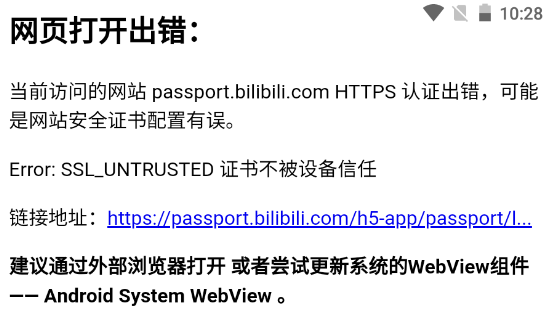 10:28
网页打开出错：
当前访问的网站 passport.bilibili.com HTTPS 认证出错，可能
是网站安全证书配置有误。
Error: SSL_UNTRUSTED 证书不被设备信任
链接地址：https://passport.bilibili.com/h5-app/passport/l...
建议通过外部浏览器打开 或者尝试更新系统的WebView组件
—— Android System WebView 。